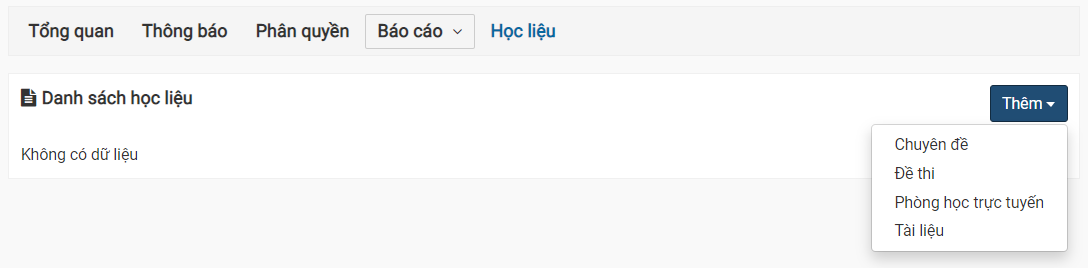 Tổng quan Thông báo Phân quyền Báo cáo Học liệu
Danh sách học liệu
Thêm
Chuyên đề
Không có dữ liệu
Đề thi
Phòng học trực tuyến
Tài liệu